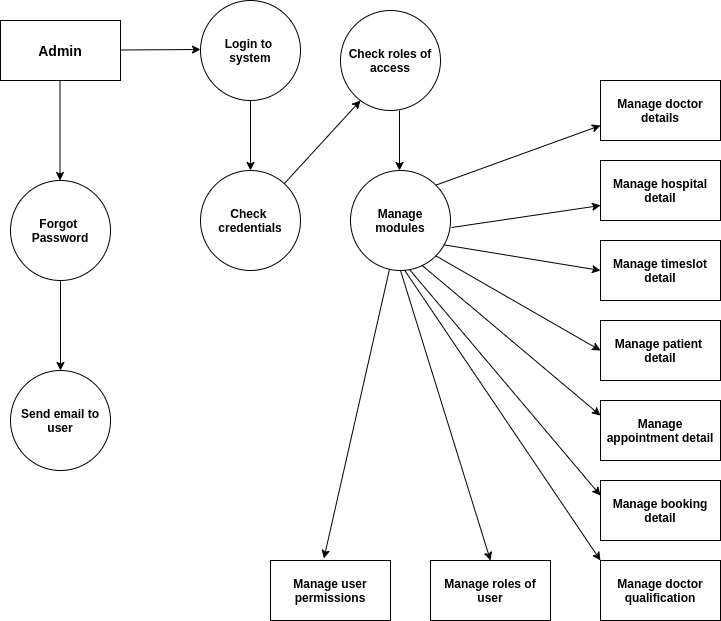 Admin
Login to
system
Check roles of
access
Manage doctor
details
Manage hospital
detail
Forgot
Password
Check
credentials
Manage
modules
Manage timeslot
detail
Manage patient
detail
Send email to
user
Manage
appointment detail
Manage booking
detail
Manage user
permissions
Manage roles of
user
Manage doctor
qualification